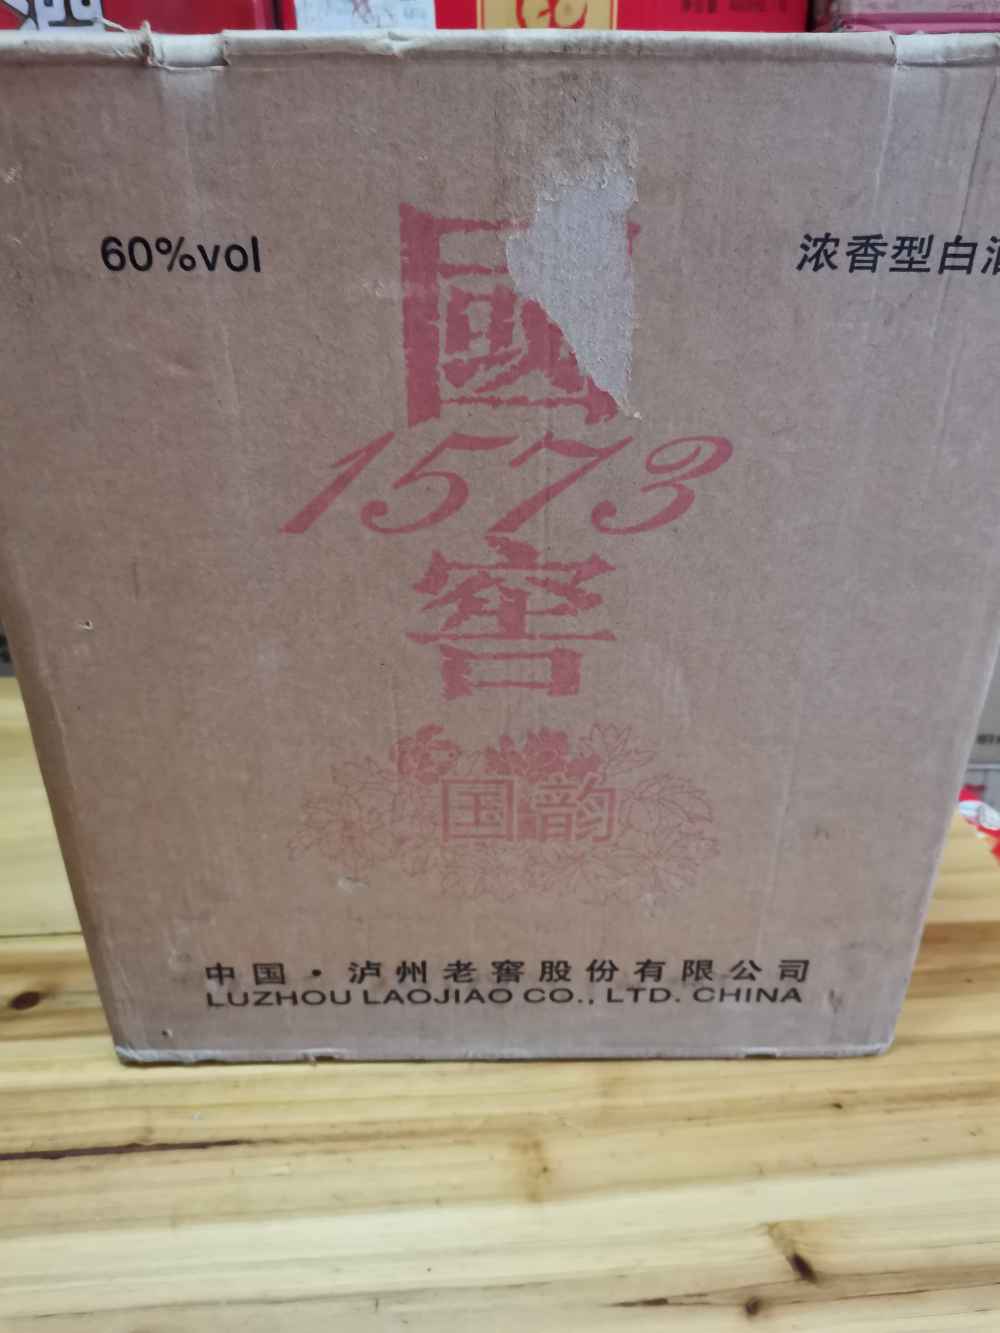 60%vol
浓香型白酒
國
1573
窖
国韵
中国·泸州老窖股份有限公司
LUZHOU LAOJIAO CO., LTD. CHINA